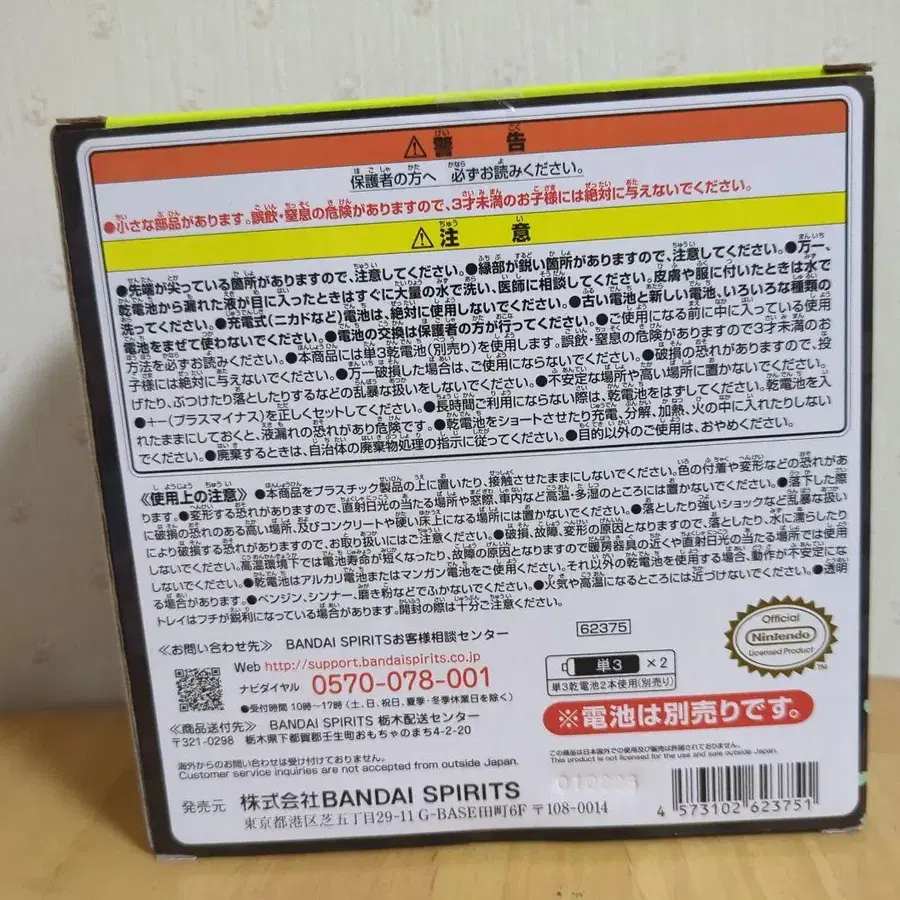 ⚠警告
保護者の方へ 必ずお読みください。
●小さな部品があります。誤飲・窒息の危険がありますので、3才未満のお子様には絶対に与えないでください。
⚠注意
●先端が尖っている箇所がありますので、注意してください。●縁部が鋭い箇所がありますので、注意してください。●万一、
乾電池から漏れた液が目に入ったときはすぐに大量の水で洗い、医師に相談してください。皮膚や服に付いたときは水で
洗ってください。●充電式(ニカドなど)電池は、絶対に使用しないでください。●古い電池と新しい電池、いろいろな種類の
電池をまぜて使わないでください。●電池の交換は保護者の方が行ってください。●ご使用になる前に中に入っている使用
方法を必ずお読みください。●本商品には単3乾電池(別売り)を使用します。誤飲・窒息の危険がありますので3才未満のお
子様には絶対に与えないでください。●万一破損した場合は、ご使用にならないでください。●破損の恐れがありますので、投
げたり、ぶつけたり落としたりするなどの乱暴な扱いをしないでください。●不安定な場所や高い場所に置かないでください。
●+-(プラスマイナス)を正しくセットしてください。●長時間ご利用にならない際は、乾電池をはずしてください。乾電池を入
れたままにしておくと、液漏れの恐れがあり危険です。●乾電池をショートさせたり充電、分解、加熱、火の中に入れたりしない
でください。●廃棄するときは、自治体の廃棄物処理の指示に従ってください。●目的以外のご使用は、おやめください。
《使用上の注意》●本商品をプラスチック製品の上に置いたり、接触させたままにしないでください。色の付着や変形などの恐れがあ
ります。●変形する恐れがありますので、直射日光の当たる場所や窓際、車内など高温・多湿のところには置かないでください。●落下した際
に破損の恐れのある高い場所、及びコンクリートや硬い床上になる場所には置かないでください。●落としたり強いショックなど乱暴な扱い
により破損する恐れがありますので、お取り扱いにはご注意ください。●破損、故障、変形の原因となりますので、落としたり、水に濡らしたり
しないでください。高温環境下では電池寿命が短くなったり、故障の原因となりますので暖房器具の近くや直射日光の当たる場所では使用
しないでください。●乾電池はアルカリ電池またはマンガン電池をご使用ください。それ以外の乾電池を使用する場合、動作が不安定にな
る場合があります。●ベンジン、シンナー、磨き粉などでふかないでください。●火気や高温になるところには近づけないでください。●透明
トレイはフチが鋭利になっている場合があります。開封の際は十分ご注意ください。
《お問い合わせ先》 BANDAI SPIRITSお客様相談センター
Web http://support.bandaispirits.co.jp
ナビダイヤル 0570-078-001
●受付時間 10時～17時(土、日、祝日、夏季・冬季休業日を除く)
《商品送付先》 BANDAI SPIRITS 栃木配送センター
〒321-0298 栃木県下都賀郡壬生町おもちゃのまち4-2-20
海外からのお問い合わせは受け付けておりません。
Customer service inquiries are not accepted from outside Japan.
発売元 株式会社BANDAI SPIRITS
東京都港区芝五丁目29-11 G-BASE田町6F 〒108-0014
62375
単3 ×2
単3乾電池2本使用(別売り)
※電池は別売りです。
Official
Nintendo
Licensed Product
TM
この商品は日本国外での使用及び販売は許諾されておりません。
This product is not licensed for the use and sales outside Japan.
4 573102 623751